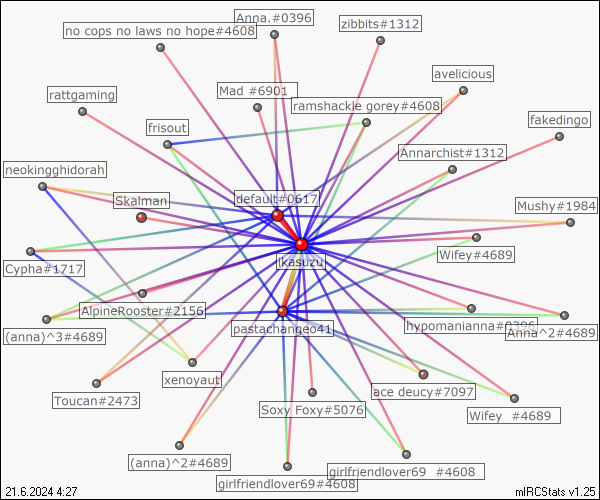 Anna.#0396
no cops no laws no hope#4608
zibbits#1312
avelicious
Mad #6901
rattgaming
ramshackle gorey#4608
fakedingo
frisout
Annarchist#1312
neokingghidorah
Skalman
default#0617
Mushy#1984
Wifey#4689
ikasuzu
Cypha#1717
AlpineRooster#2156
hypomanianna#0396
(anna)^3#4689
pastachangeo41
Anna^2#4689
xenoyaut
ace deucy#7097
Toucan#2473
Soxy Foxy#5076
Wifey #4689
(anna)^2#4689
girlfriendlover69 #4608
girlfriendlover69#4608
21.6.2024 4:27
mIRCStats v1.25